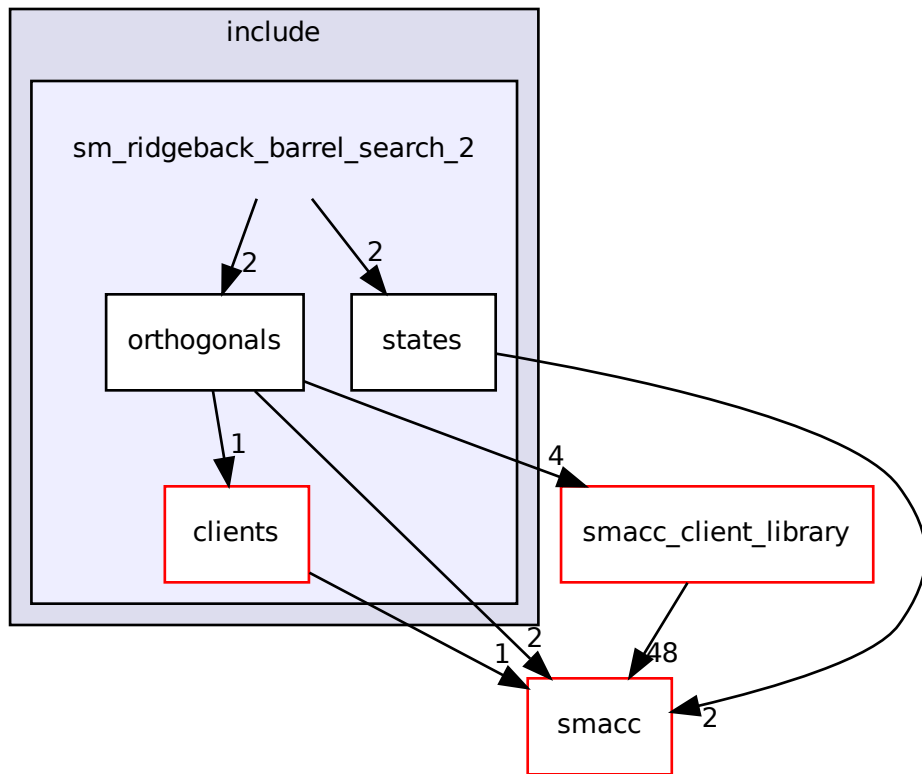 include
sm_ridgeback_barrel_search_2
2
2
orthogonals
states
1
4
clients
smacc_client_library
2
1
48
2
smacc